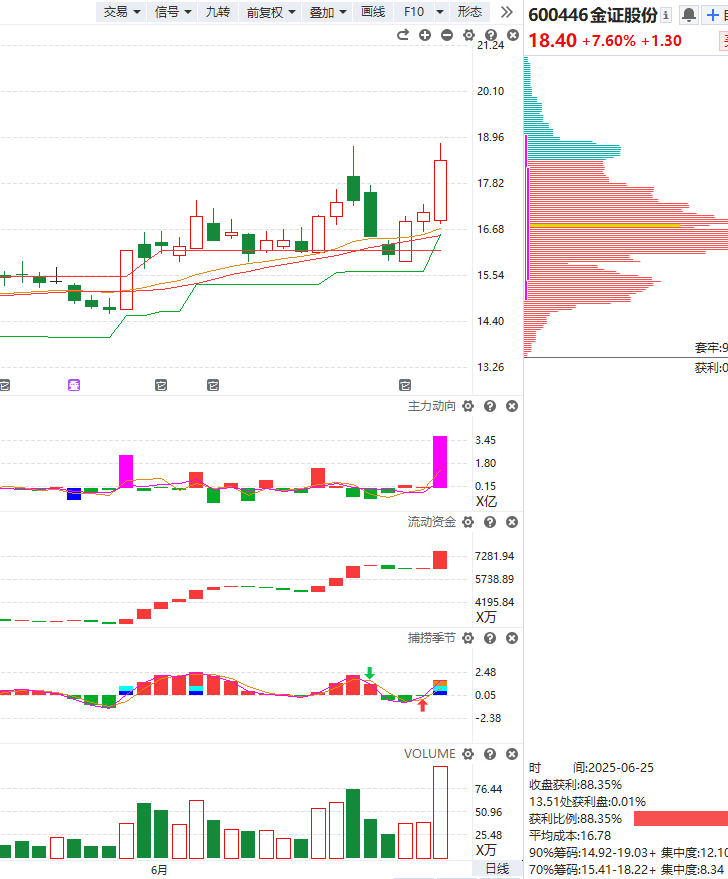 交易 信号 九转 前复权 叠加 画线 F10 形态
600446 金证股份
18.40 +7.60% +1.30
21.24
20.10
18.96
17.82
16.68
15.54
14.40
13.26
套牢:9
获利:0
主力动向
3.45
1.80
0.15
X亿
流动资金
7281.94
5738.89
4195.84
X万
捕捞季节
2.48
0.05
-2.38
VOLUME
76.44
50.96
25.48
X万
6月
日线
时 间:2025-06-25
收盘获利:88.35%
13.51处获利盘:0.01%
获利比例:88.35%
平均成本:16.78
90%筹码:14.92-19.03+ 集中度:12.10
70%筹码:15.41-18.22+ 集中度:8.34